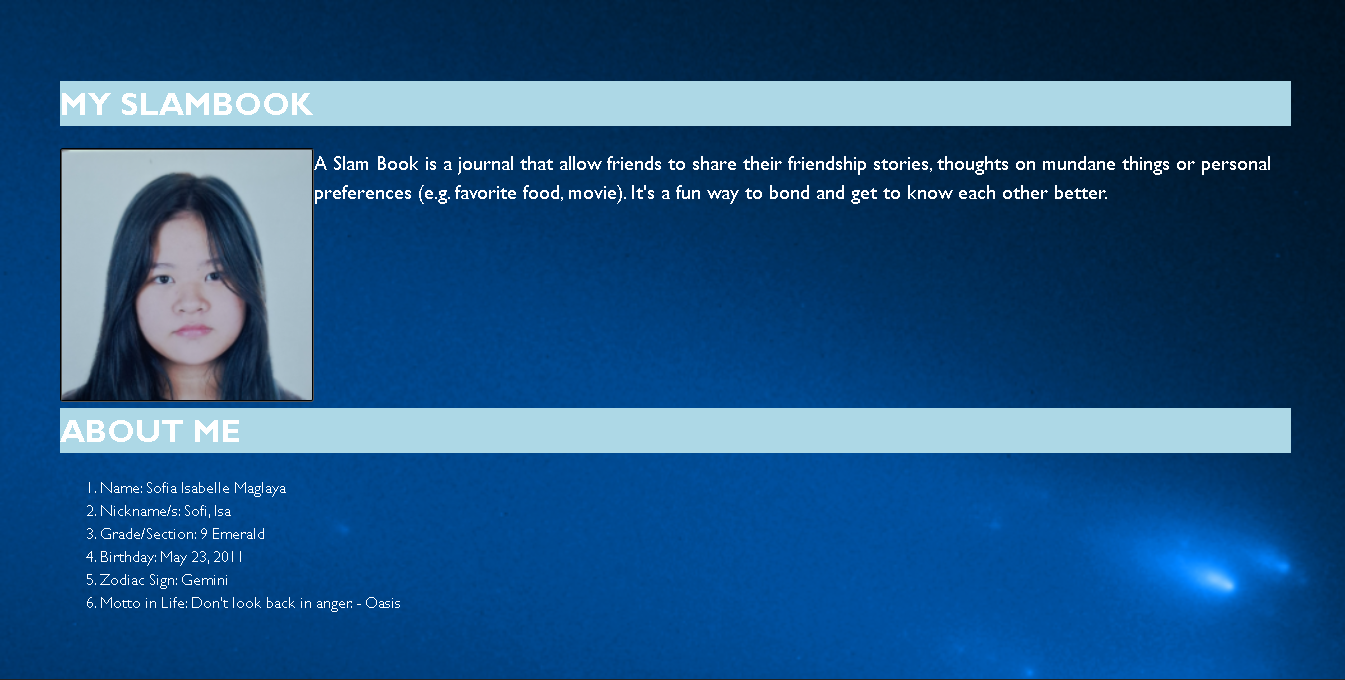 MY SLAMBOOK
A Slam Book is a journal that allow friends to share their friendship stories, thoughts on mundane things or personal
preferences (e.g. favorite food, movie). It's a fun way to bond and get to know each other better.
ABOUT ME
1. Name: Sofia Isabelle Maglaya
2. Nickname/s: Sofi, Isa
3. Grade/Section: 9 Emerald
4. Birthday: May 23, 2011
5. Zodiac Sign: Gemini
6. Motto in Life: Don't look back in anger. - Oasis